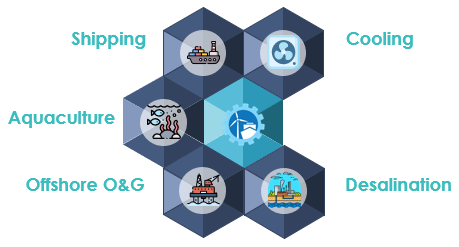 Shipping
Cooling
Aquaculture
Offshore O&G
Desalination